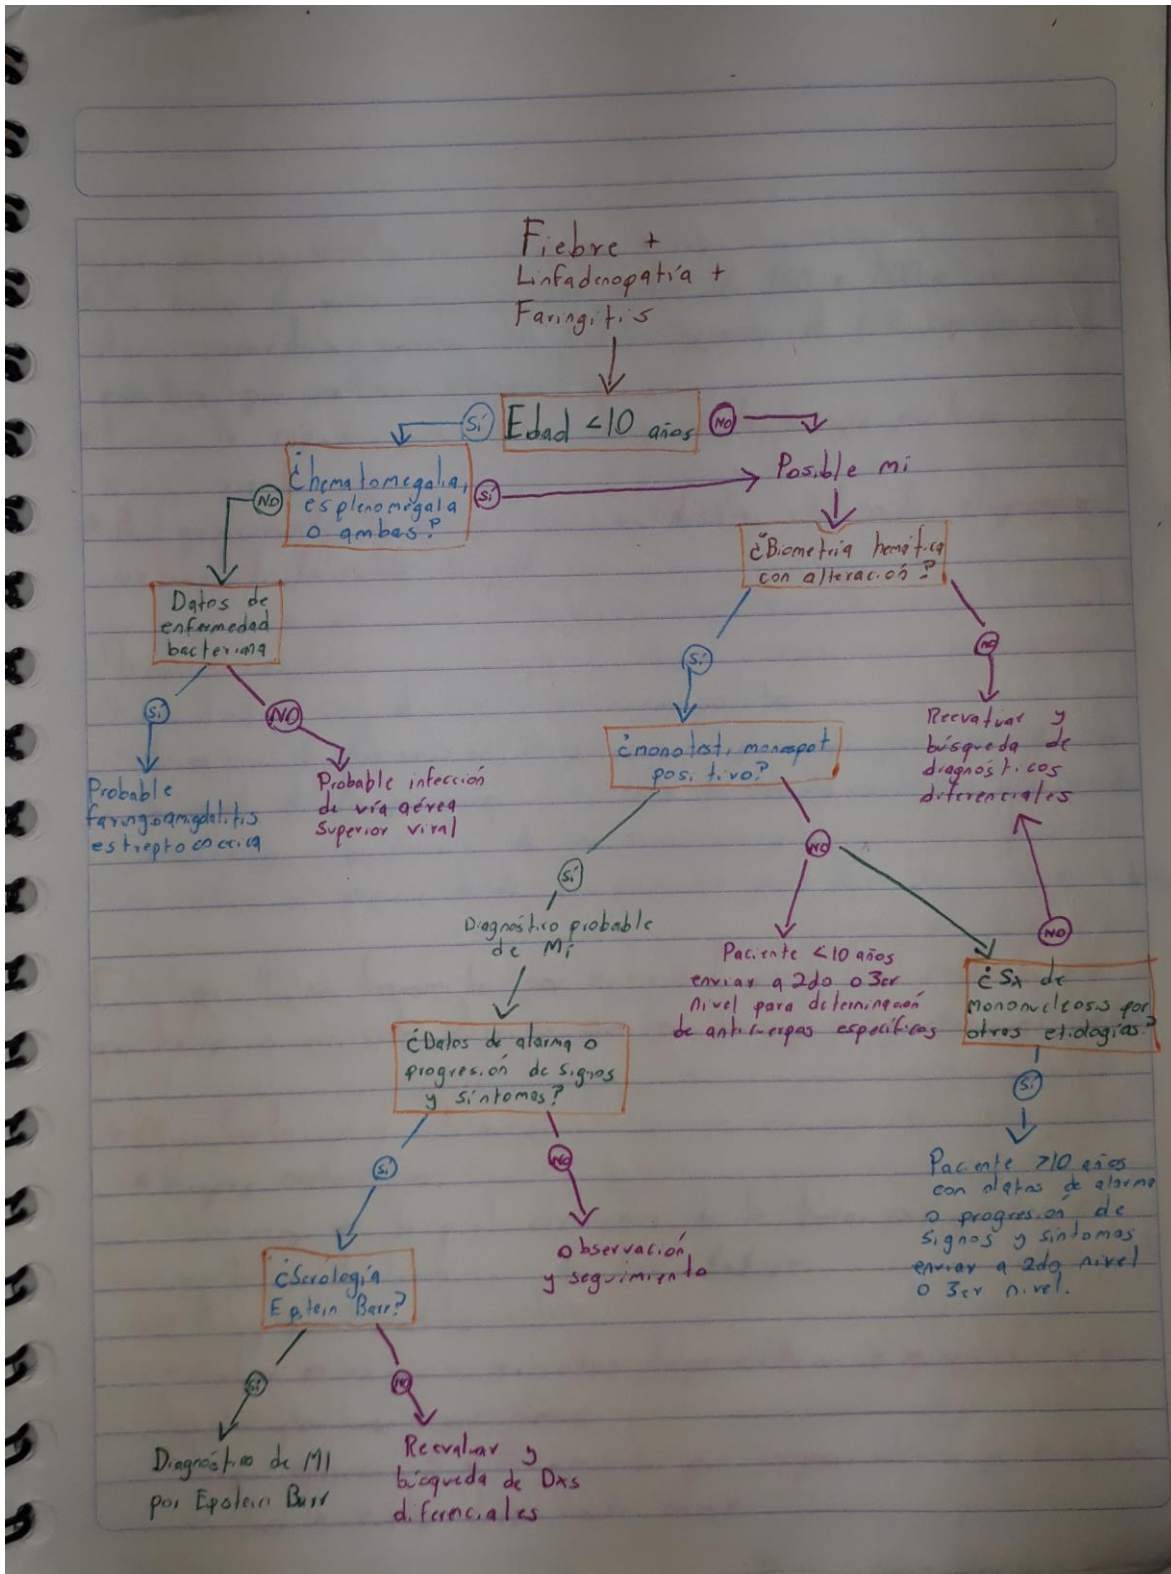 Fiebre +
Linfadenopatía +
Faringitis
Sí
Edad <10 años
NO
¿hematomegalia,
esplenomegala
o ambas?
NO
Sí
Posible mi
¿Biometría hemática
con alteración?
Datos de
enfermedad
bacteriana
Sí
NO
Probable
faringoamigdalitis
estreptococcica
Probable infección
de vía aérea
Superior viral
Sí
NO
¿monotest, monospot
positivo?
Reevaluar y
búsqueda de
diagnósticos
diferenciales
Sí
NO
Diagnóstico probable
de Mi
Paciente <10 años
enviar a 2do o 3er
nivel para determinación
de anticuerpos específicos
NO
¿Sx de
mononucleosis por
otras etiologías?
Sí
Paciente >10 años
con datos de alarma
o progresión de
signos y síntomas
enviar a 2do nivel
o 3er nivel.
¿Datos de alarma o
progresión de signos
y síntomas?
Sí
NO
Observación
y seguimiento
¿Serología
Eptein Barr?
Sí
NO
Diagnóstico de MI
por Epstein Barr
Reevaluar y
búsqueda de Dxs
diferenciales